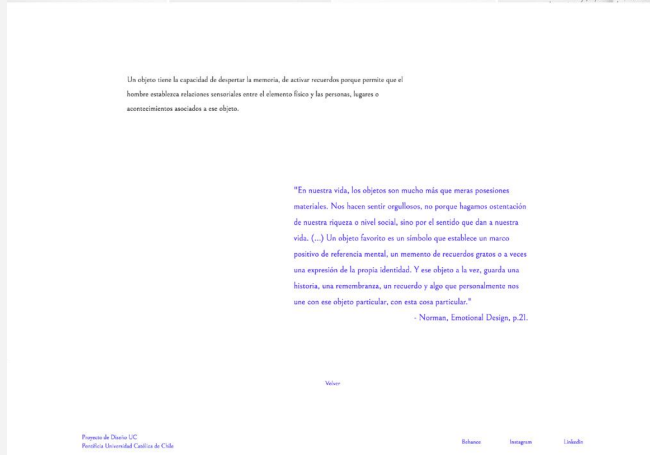 Un objeto tiene la capacidad de despertar la memoria, de activar recuerdos porque permite que el
hombre establezca relaciones sensoriales entre el elemento físico y las personas, lugares o
acontecimientos asociados a ese objeto.
"En nuestra vida, los objetos son mucho más que meras posesiones
materiales. Nos hacen sentir orgullosos, no porque hagamos ostentación
de nuestra riqueza o nivel social, sino por el sentido que dan a nuestra
vida. (...) Un objeto favorito es un símbolo que establece un marco
positivo de referencia mental, un memento de recuerdos gratos o a veces
una expresión de la propia identidad. Y ese objeto a la vez, guarda una
historia, una remembranza, un recuerdo y algo que personalmente nos
une con ese objeto particular, con esta cosa particular."
- Norman, Emotional Design, p.21.
Volver
Proyecto de Diseño UC
Pontificia Universidad Católica de Chile
Behance Instagram LinkedIn